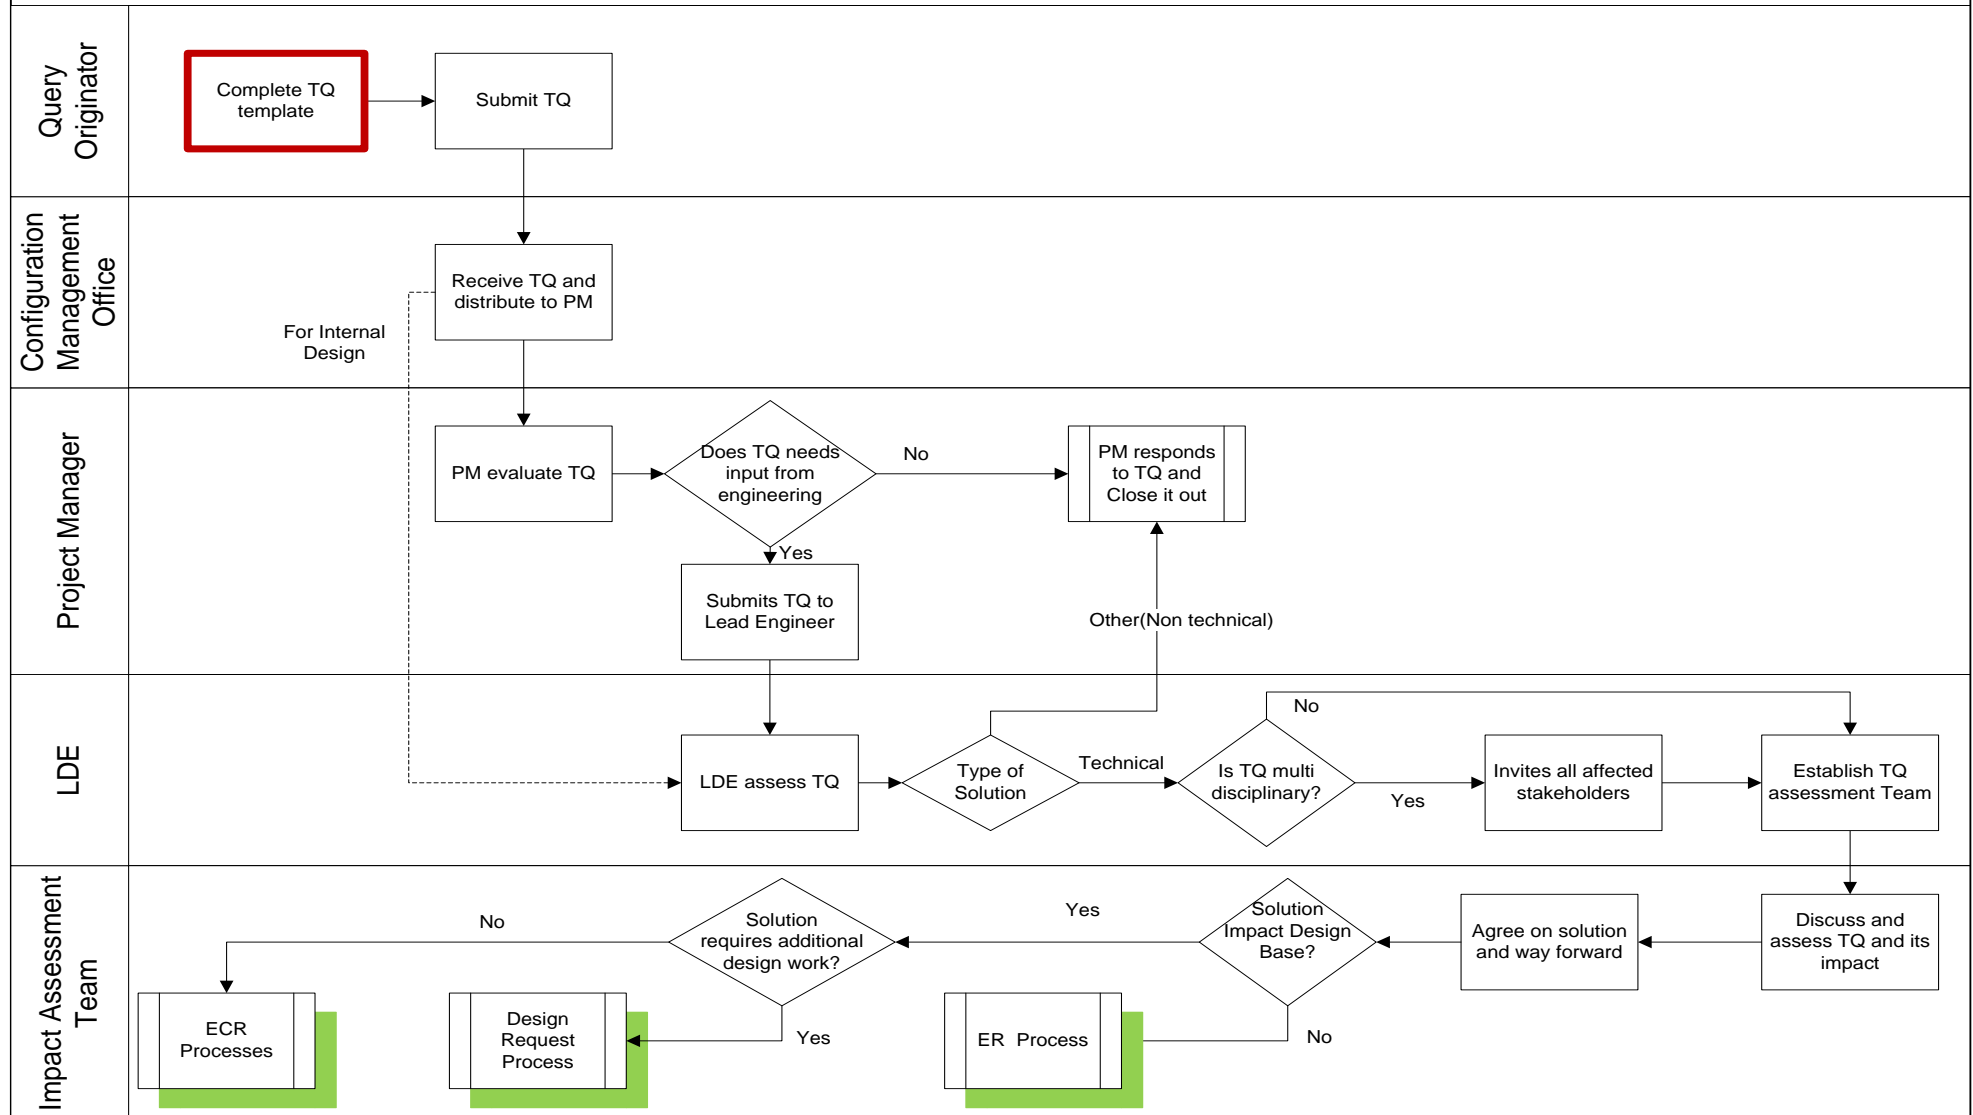 Query
Originator
Complete TQ
template
Submit TQ
Configuration
Management
Office
Receive TQ and
distribute to PM
For Internal
Design
Project Manager
PM evaluate TQ
Does TQ needs
input from
engineering
No
PM responds
to TQ and
Close it out
Yes
Submits TQ to
Lead Engineer
Other(Non technical)
LDE
LDE assess TQ
Type of
Solution
Technical
Is TQ multi
disciplinary?
No
Yes
Invites all affected
stakeholders
Establish TQ
assessment Team
Impact Assessment
Team
Discuss and
assess TQ and its
impact
Agree on solution
and way forward
Solution
Impact Design
Base?
Yes
No
Solution
requires additional
design work?
No
Yes
ECR
Processes
Design
Request
Process
ER Process